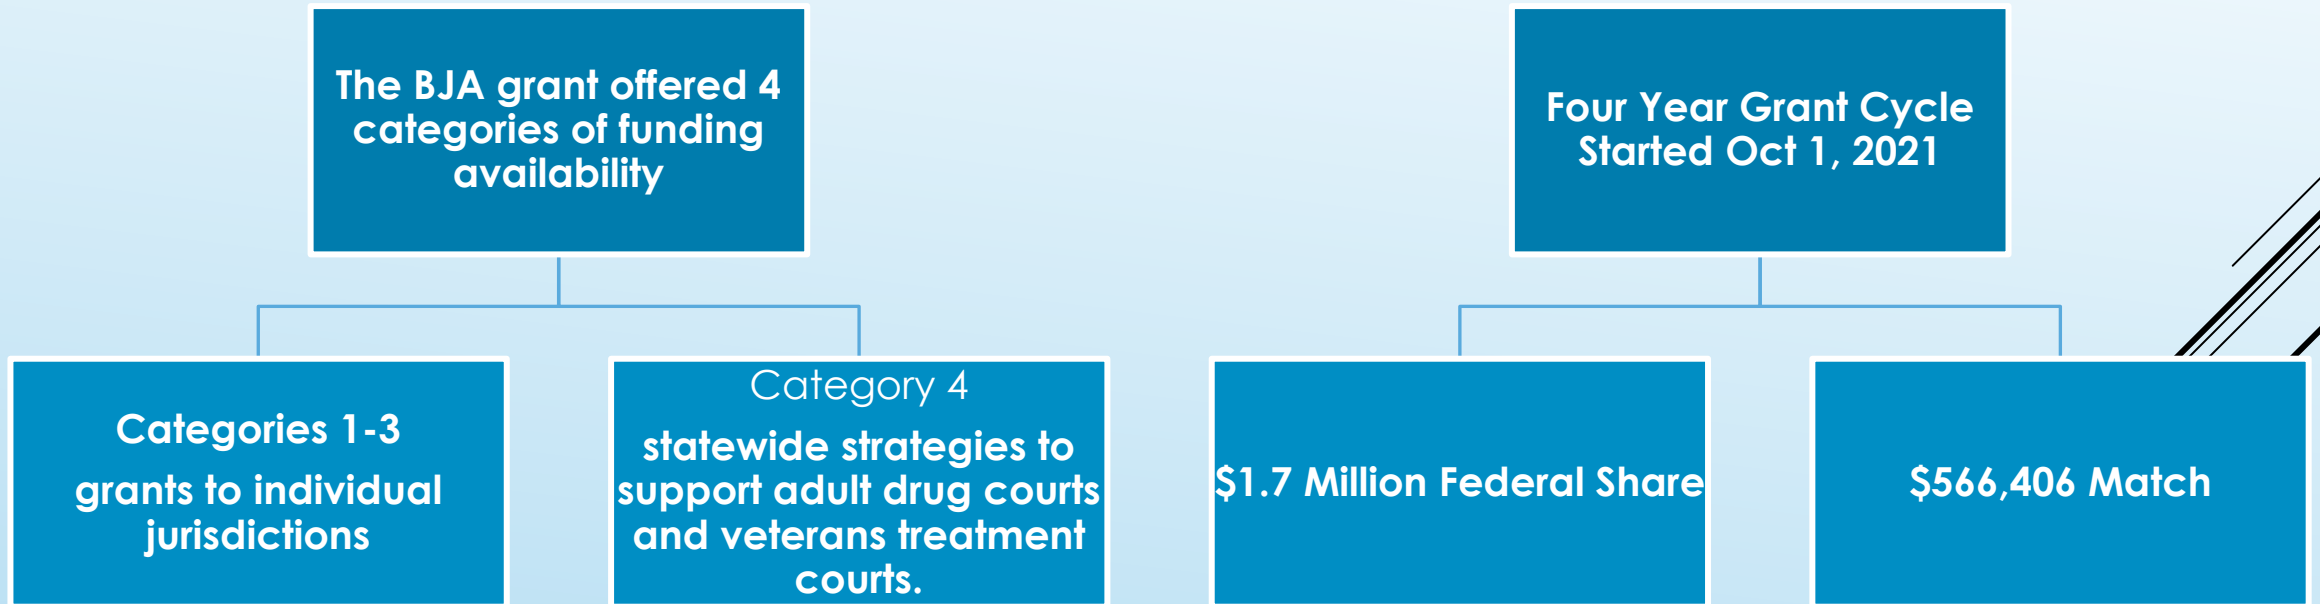 The BJA grant offered 4
categories of funding
availability
Categories 1-3
grants to individual
jurisdictions
Category 4
statewide strategies to
support adult drug courts
and veterans treatment
courts.
Four Year Grant Cycle
Started Oct 1, 2021
$1.7 Million Federal Share
$566,406 Match